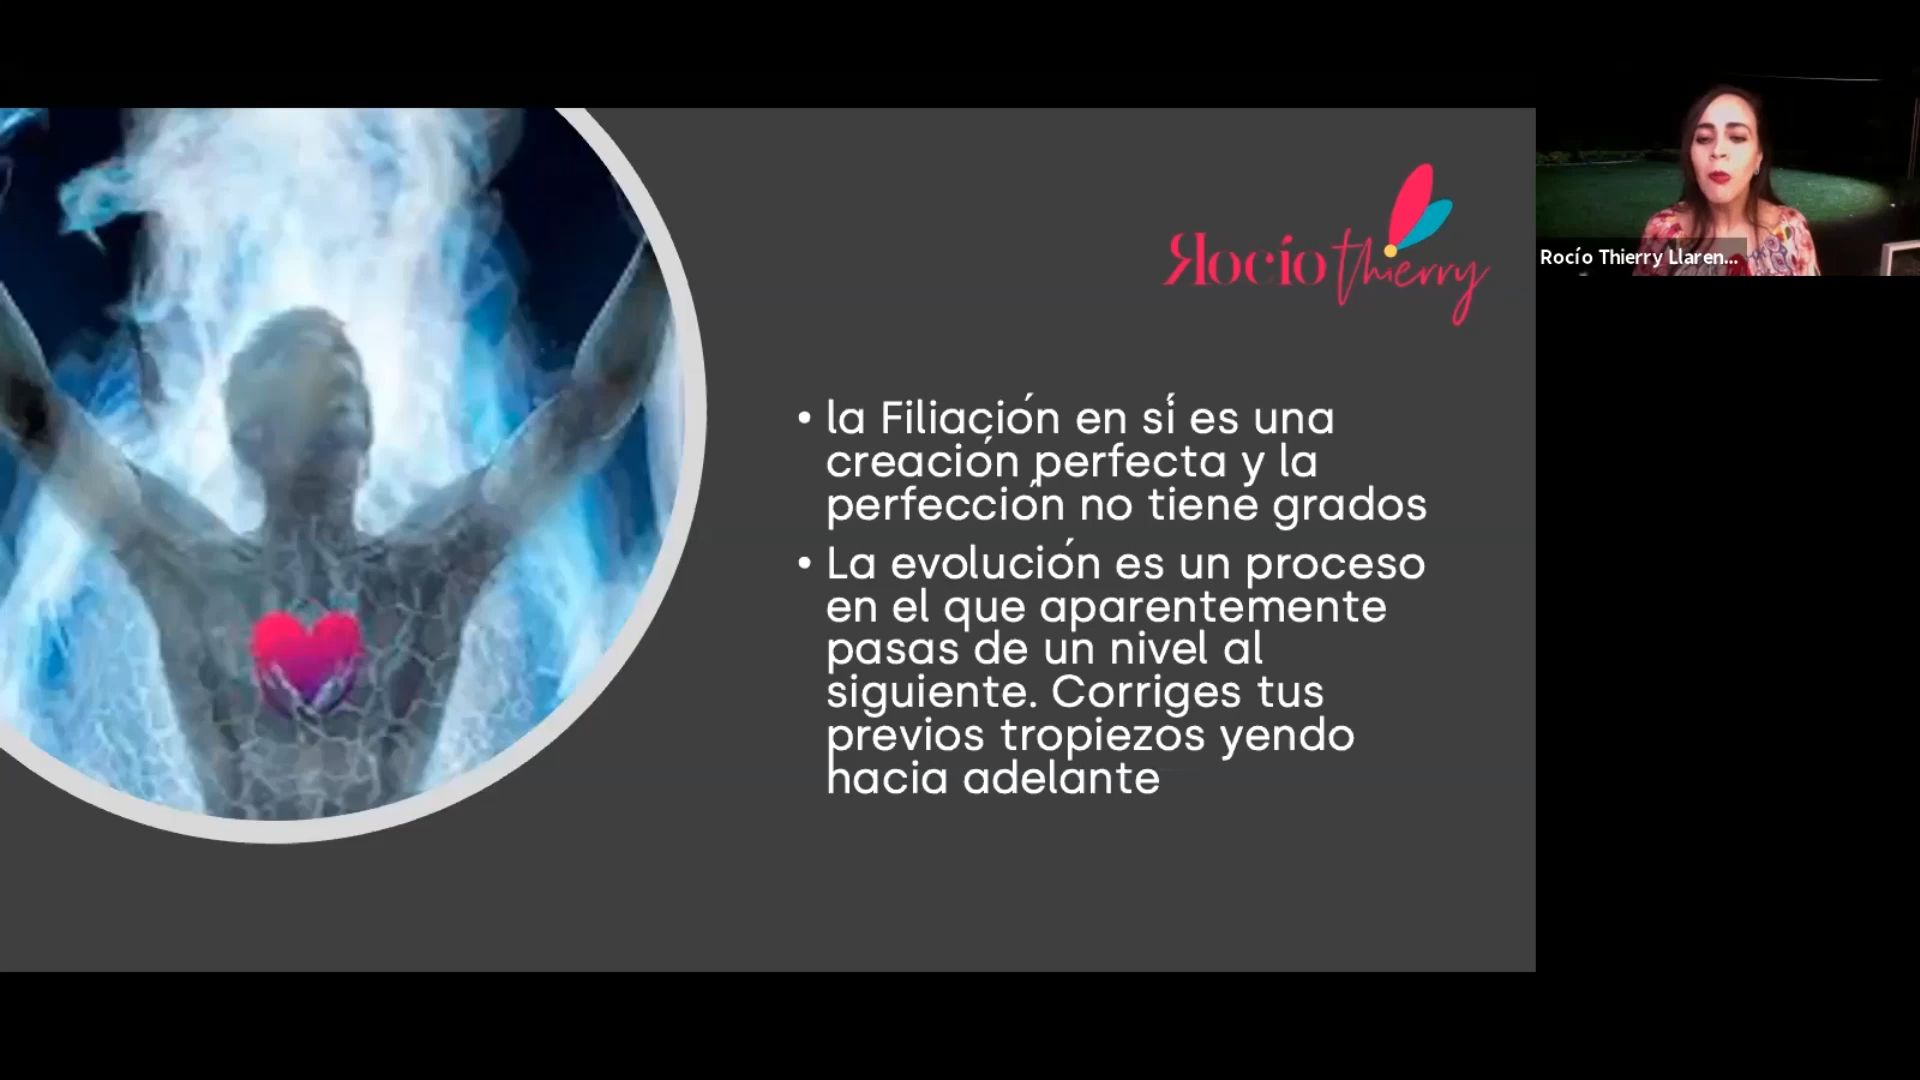 Rocío thierry
• la Filiación en sí es una
creación perfecta y la
perfección no tiene grados
• La evolución es un proceso
en el que aparentemente
pasas de un nivel al
siguiente. Corriges tus
previos tropiezos yendo
hacia adelante
Rocío Thierry Llaren...